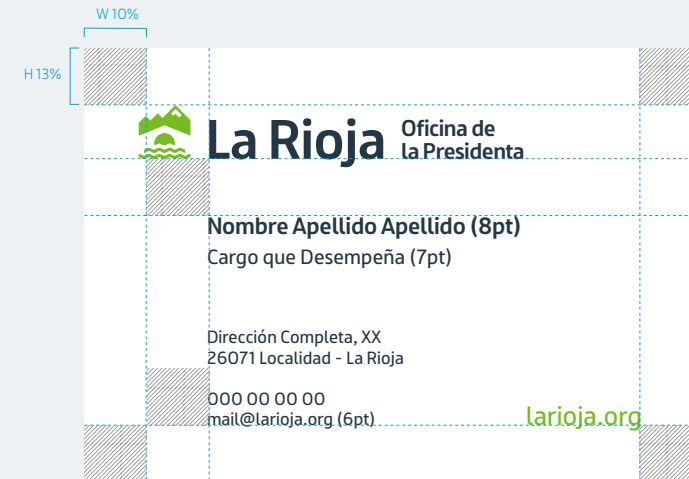 W 10%
H 13%
La Rioja
Oficina de
la Presidenta
Nombre Apellido Apellido (8pt)
Cargo que Desempeña (7pt)
Dirección Completa, XX
26071 Localidad - La Rioja
000 00 00 00
mail@larioja.org (6pt)
larioja.org